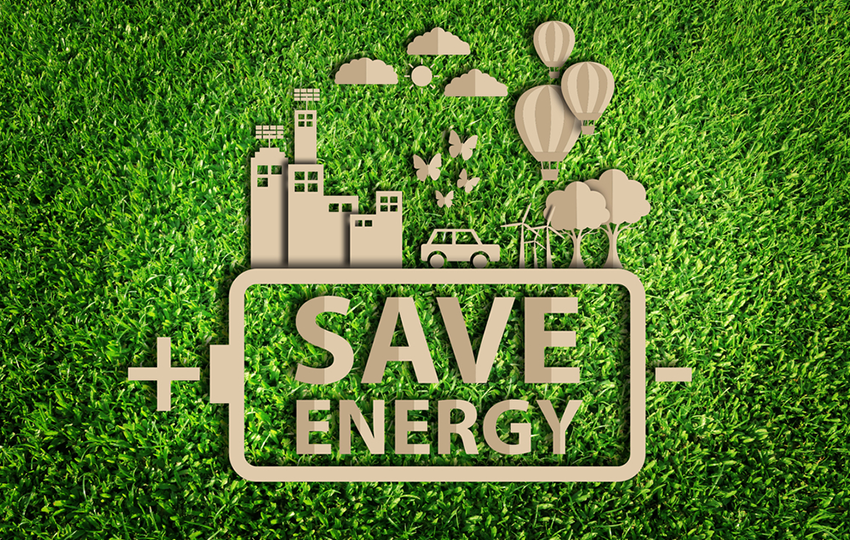 SAVE
+ -
ENERGY